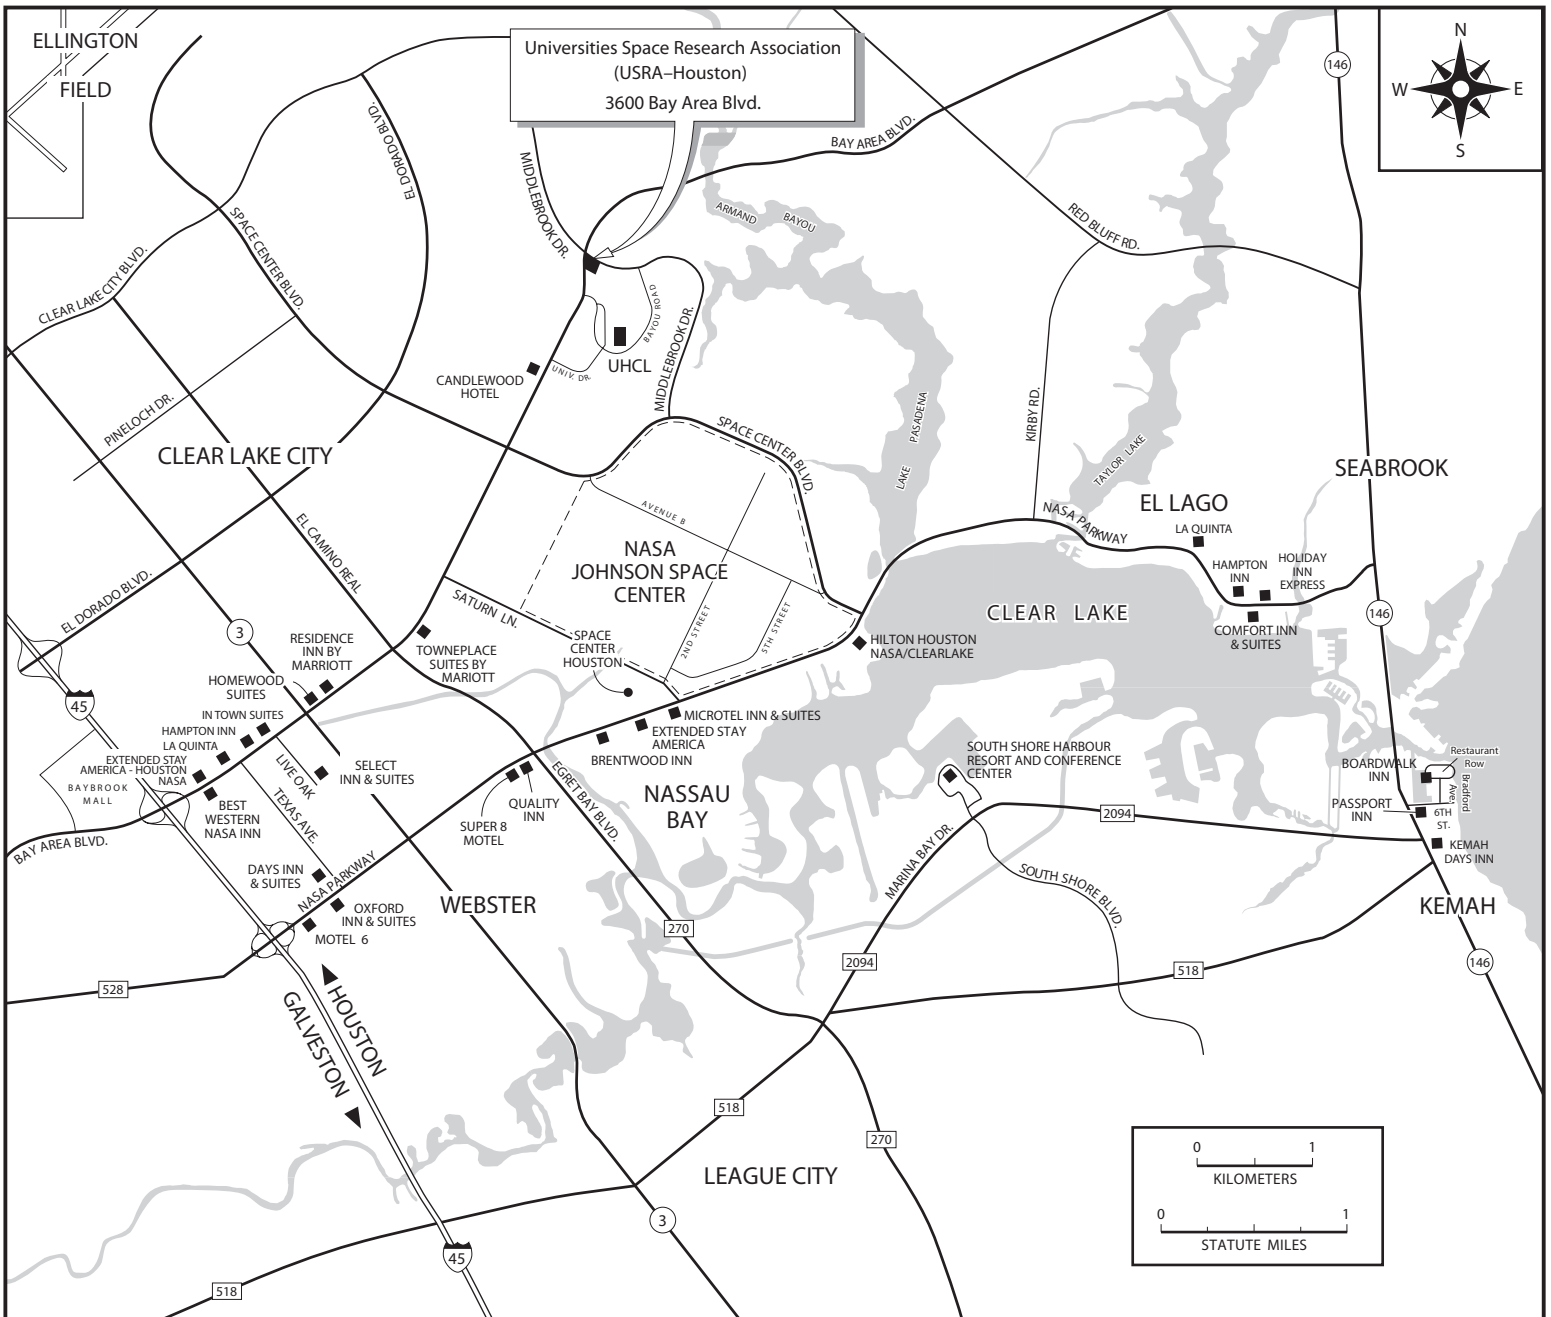 ELLINGTON
FIELD
Universities Space Research Association
(USRA–Houston)
3600 Bay Area Blvd.
146
N
W
E
S
EL DORADO BLVD.
MIDDLEBROOK DR.
BAY AREA BLVD.
ARMAND
BAYOU
RED BLUFF RD.
SPACE CENTER BLVD.
CLEAR LAKE CITY BLVD.
BAYOU ROAD
UHCL
UNIV. DR.
MIDDLEBROOK DR.
CANDLEWOOD
HOTEL
PINELOCH DR.
CLEAR LAKE CITY
SPACE CENTER BLVD.
LAKE
PASADENA
KIRBY RD.
TAYLOR LAKE
SEABROOK
EL LAGO
NASA PARKWAY
LA QUINTA
HAMPTON
INN
HOLIDAY
INN
EXPRESS
COMFORT INN
& SUITES
146
AVENUE B
NASA
JOHNSON SPACE
CENTER
2ND STREET
5TH STREET
CLEAR LAKE
EL CAMINO REAL
EL DORADO BLVD.
SATURN LN.
3
RESIDENCE
INN BY
MARRIOTT
TOWNEPLACE
SUITES BY
MARIOTT
SPACE
CENTER
HOUSTON
HILTON HOUSTON
NASA/CLEARLAKE
HOMEWOOD
SUITES
45
IN TOWN SUITES
HAMPTON INN
LA QUINTA
EXTENDED STAY
AMERICA - HOUSTON
NASA
BAYBROOK
MALL
MICROTEL INN & SUITES
EXTENDED STAY
AMERICA
BRENTWOOD INN
LIVE OAK
SELECT
INN & SUITES
TEXAS AVE.
BEST
WESTERN
NASA INN
QUALITY
INN
SUPER 8
MOTEL
EGRET BAY BLVD.
NASSAU
BAY
SOUTH SHORE HARBOUR
RESORT AND CONFERENCE
CENTER
BOARDWALK
INN
Restaurant
Row
Bradford
Ave.
PASSPORT
INN
6TH
ST.
KEMAH
DAYS INN
2094
BAY AREA BLVD.
DAYS INN
& SUITES
NASA PARKWAY
OXFORD
INN & SUITES
MOTEL 6
WEBSTER
MARINA BAY DR.
SOUTH SHORE BLVD.
KEMAH
270
2094
518
146
528
HOUSTON
GALVESTON
518
270
LEAGUE CITY
0
1
KILOMETERS
0
1
STATUTE MILES
3
45
518